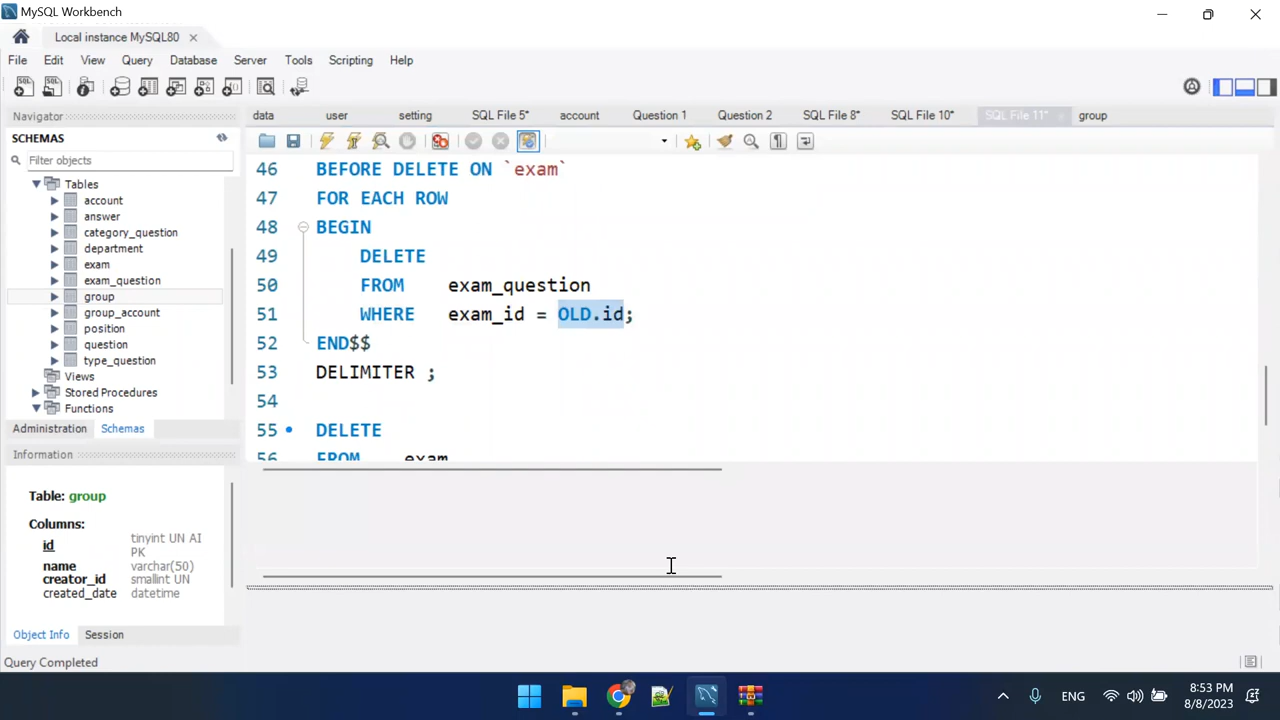 MySQL Workbench
Local instance MySQL80
File Edit View Query Database Server Tools Scripting Help
Navigator
SCHEMAS
Filter objects
Tables
account
answer
category_question
department
exam
exam_question
group
group_account
position
question
type_question
Views
Stored Procedures
Functions
Administration Schemas
Information
Table: group
Columns:
id tinyint UN AI
PK
name varchar(50)
creator_id smallint UN
created_date datetime
Object Info Session
Query Completed
data user setting SQL File 5* account Question 1 Question 2 SQL File 8* SQL File 10* SQL File 11* group
46 BEFORE DELETE ON `exam`
47 FOR EACH ROW
48 BEGIN
49 DELETE
50 FROM exam_question
51 WHERE exam_id = OLD.id;
52 END$$
53 DELIMITER ;
54
55 DELETE
56 FROM exam
ENG
8:53 PM
8/8/2023